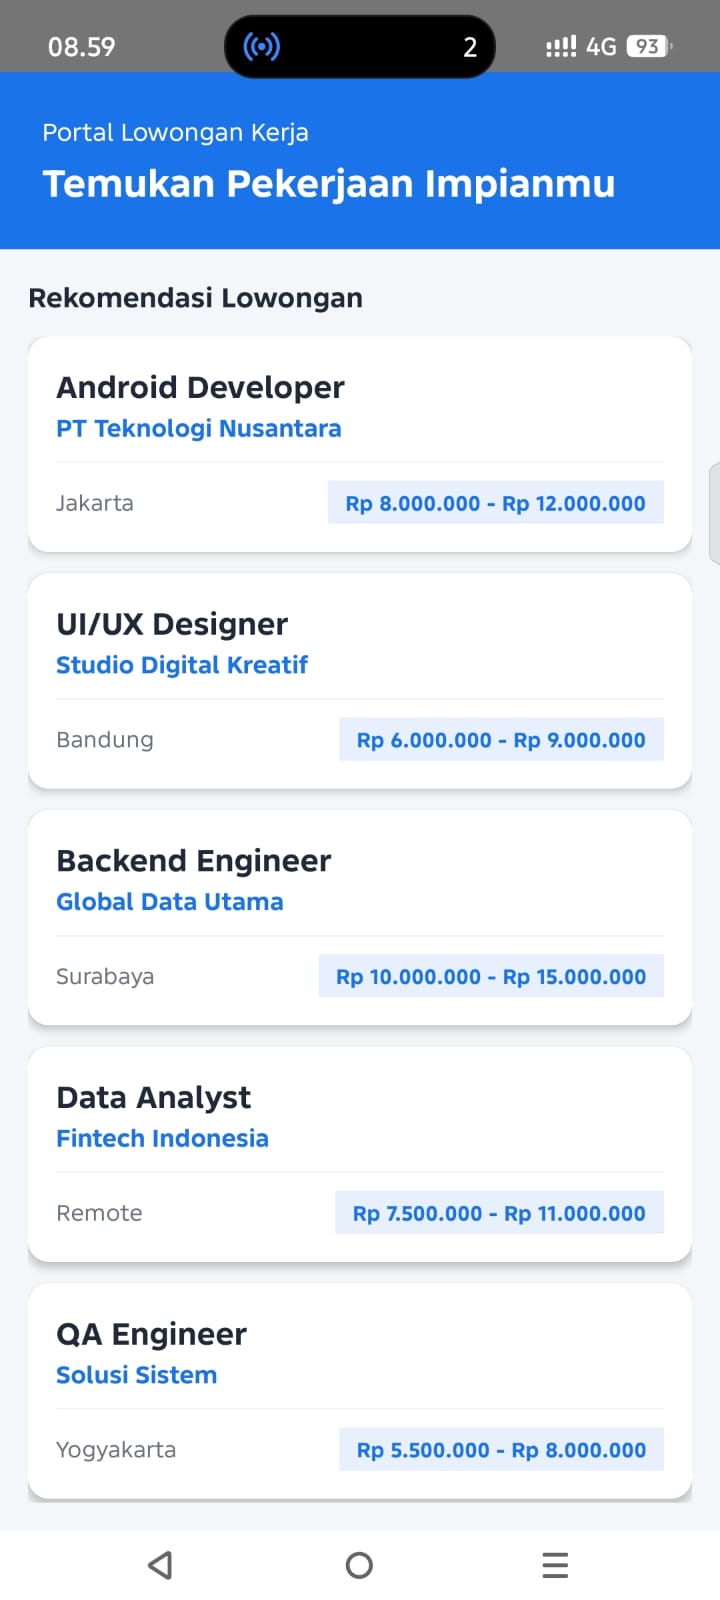 08.59
2
4G
93
Portal Lowongan Kerja
Temukan Pekerjaan Impianmu
Rekomendasi Lowongan
Android Developer
PT Teknologi Nusantara
Jakarta
Rp 8.000.000 - Rp 12.000.000
UI/UX Designer
Studio Digital Kreatif
Bandung
Rp 6.000.000 - Rp 9.000.000
Backend Engineer
Global Data Utama
Surabaya
Rp 10.000.000 - Rp 15.000.000
Data Analyst
Fintech Indonesia
Remote
Rp 7.500.000 - Rp 11.000.000
QA Engineer
Solusi Sistem
Yogyakarta
Rp 5.500.000 - Rp 8.000.000